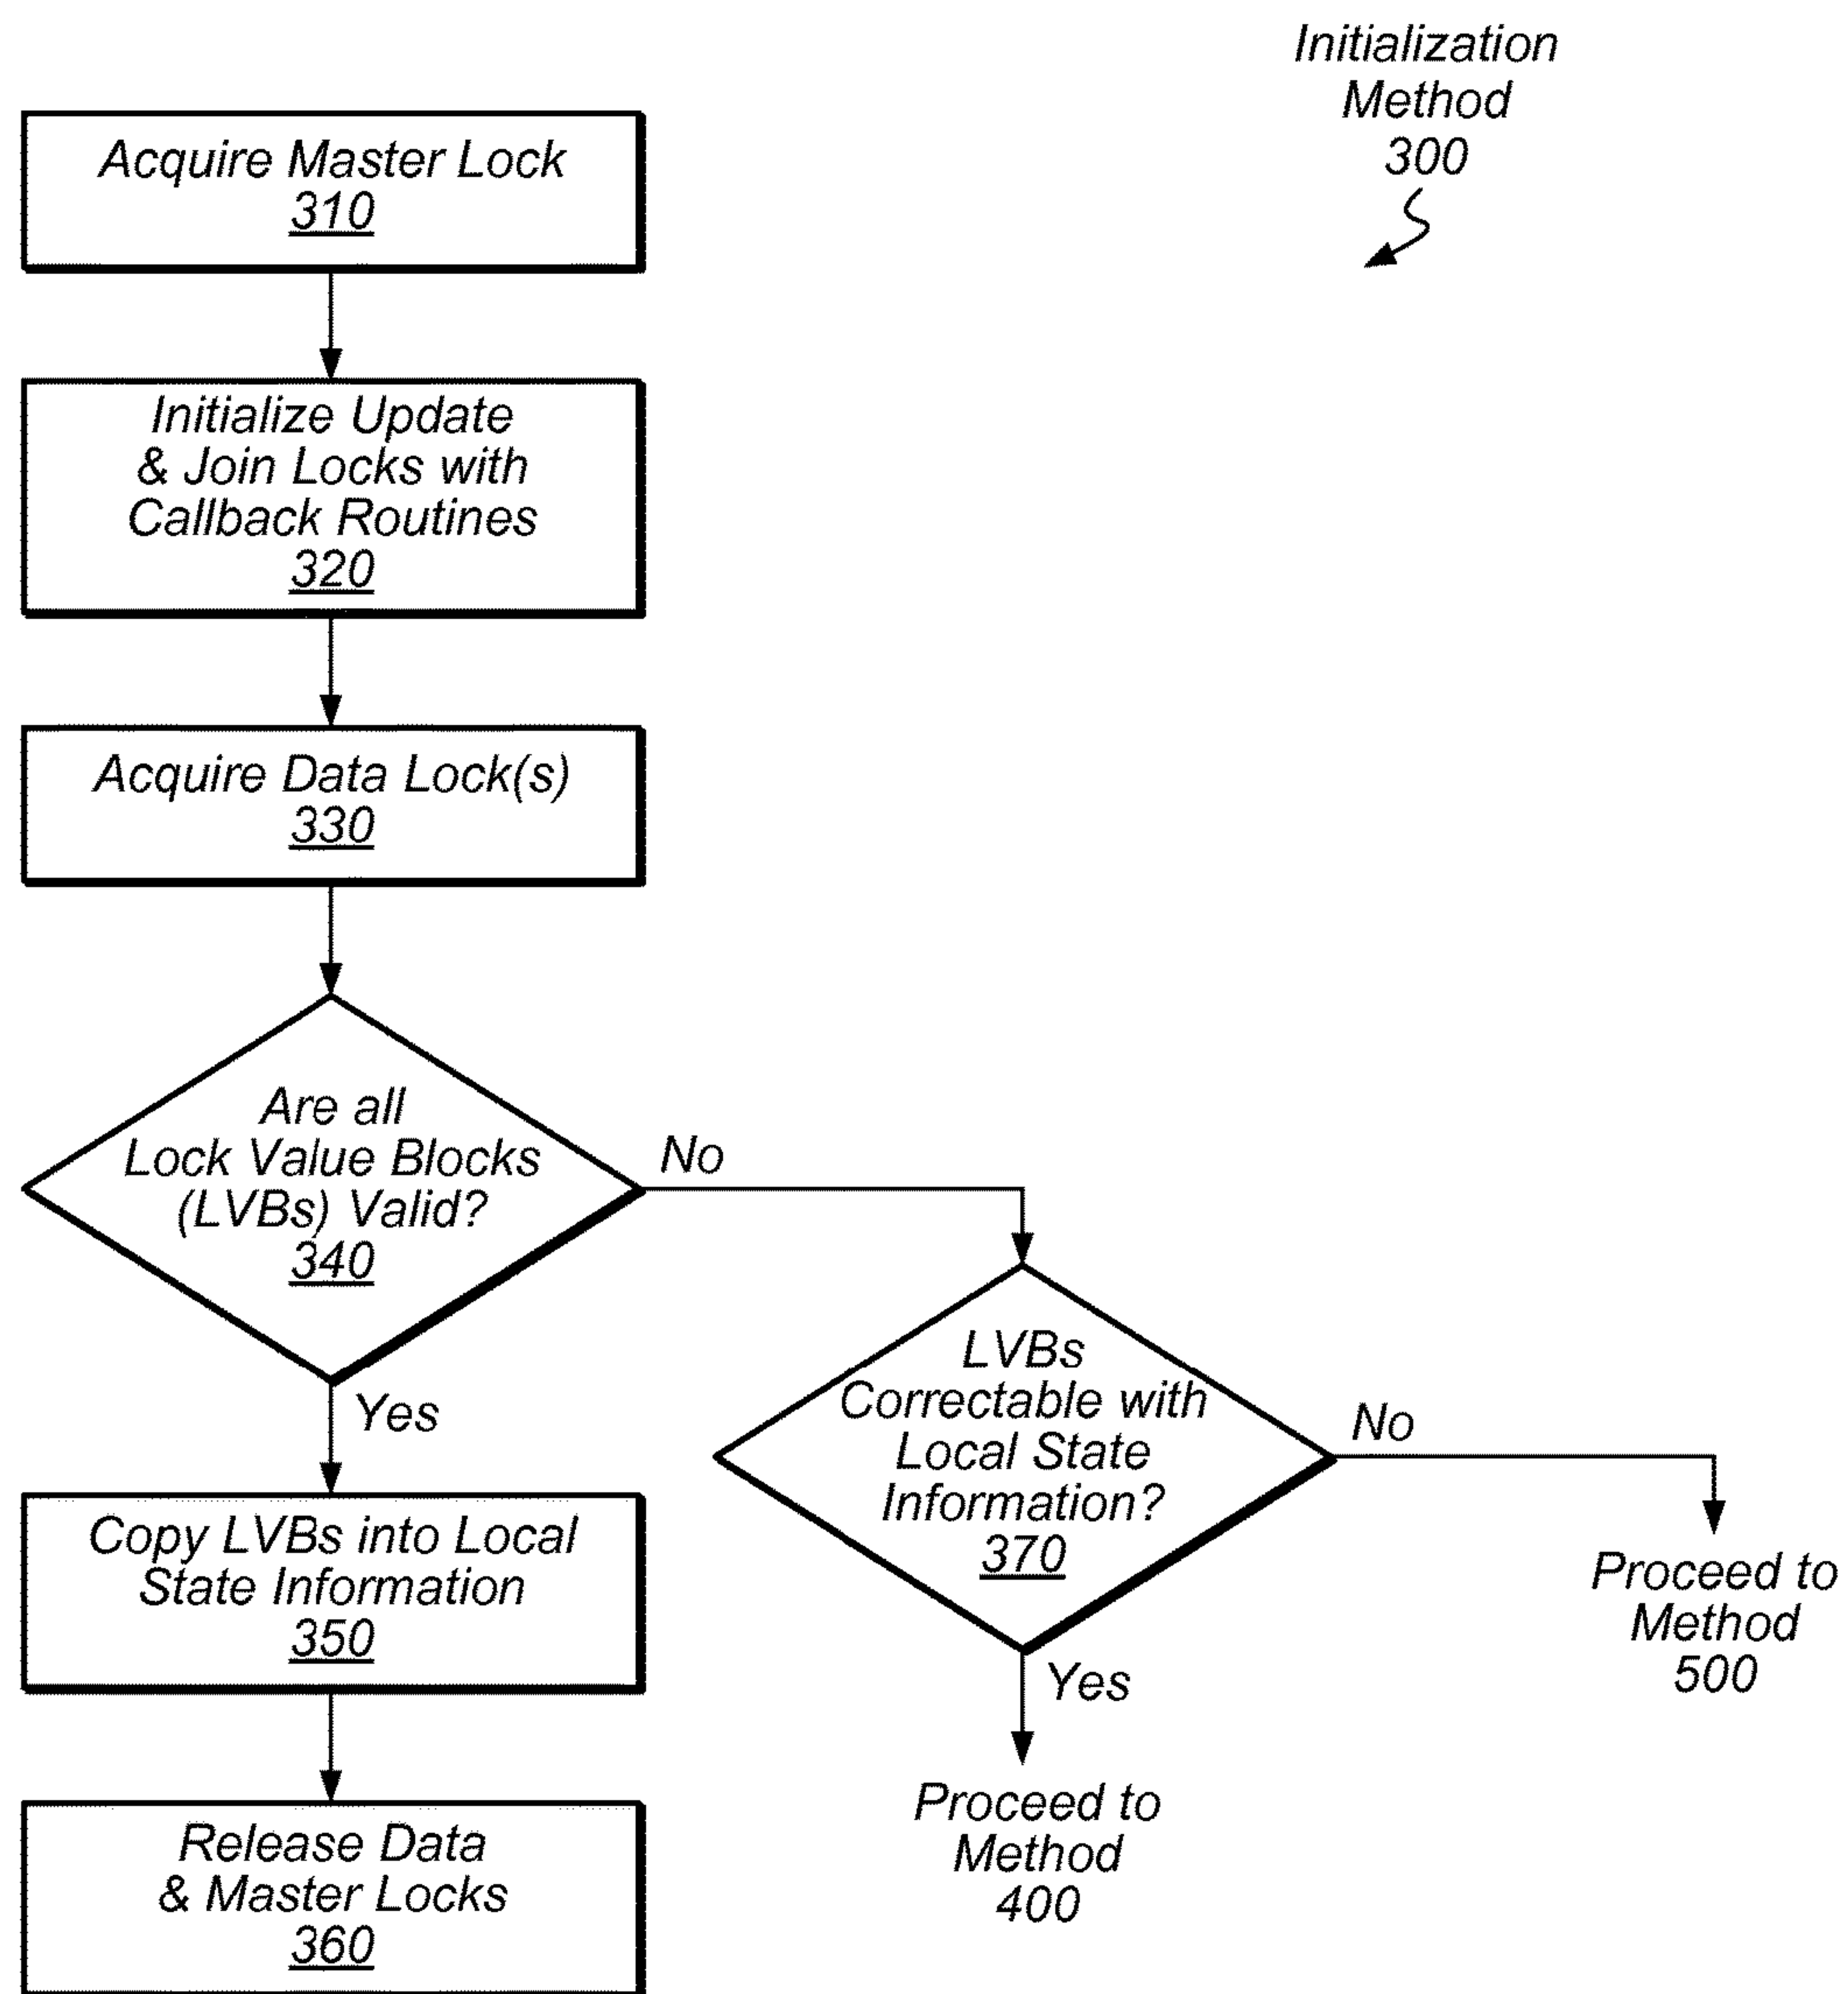 Initialization
Method
300
Acquire Master Lock
310
Initialize Update
& Join Locks with
Callback Routines
320
Acquire Data Lock(s)
330
Are all
Lock Value Blocks
(LVBs) Valid?
340
No
Yes
LVBs
Correctable with
Local State
Information?
370
No
Yes
Proceed to
Method
500
Proceed to
Method
400
Copy LVBs into Local
State Information
350
Release Data
& Master Locks
360